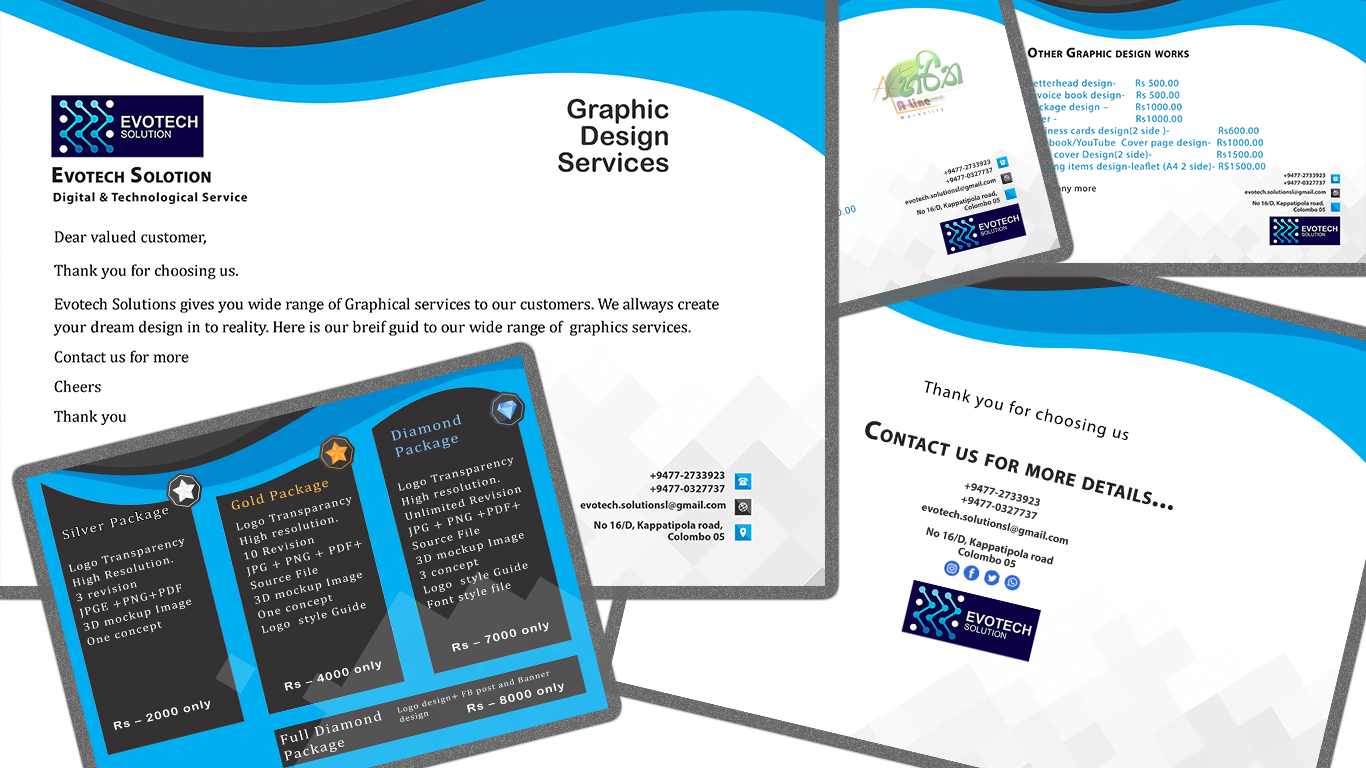 EVOTECH
SOLUTION
Evotech Solotion
Digital & Technological Service
Graphic
Design
Services
Dear valued customer,
Thank you for choosing us.
Evotech Solutions gives you wide range of Graphical services to our customers. We allways create
your dream design in to reality. Here is our breif guid to our wide range of graphics services.
Contact us for more
Cheers
Thank you
+9477-2733923
+9477-0327737
evotech.solutionsl@gmail.com
No 16/D, Kappatipola road,
Colombo 05
Silver Package
Logo Transparency
High Resolution.
3 revision
JPGE +PNG+PDF
3D mockup Image
One concept
Rs – 2000 only
Gold Package
Logo Transparancy
High resolution.
10 Revision
JPG + PNG + PDF+
Source File
3D mockup Image
One concept
Logo style Guide
Rs – 4000 only
Diamond
Package
Logo Transparency
High resolution.
Unlimited Revision
JPG + PNG +PDF+
Source File
3D mockup Image
3 concept
Logo style Guide
Font style file
Rs – 7000 only
Full Diamond
Package
Logo design+ FB post and Banner
design
Rs – 8000 only
A-line
Marketing
+9477-2733923
+9477-0327737
evotech.solutionsl@gmail.com
No 16/D, Kappatipola road,
Colombo 05
EVOTECH
SOLUTION
0.00
Other Graphic design works
etterhead design- Rs 500.00
voice book design- Rs 500.00
ckage design – Rs1000.00
er - Rs1000.00
iness cards design(2 side )- Rs600.00
book/YouTube Cover page design- Rs1000.00
cover Design(2 side)- Rs1500.00
ng items design-leaflet (A4 2 side)- RS1500.00
any more
+9477-2733923
+9477-0327737
evotech.solutionsl@gmail.com
No 16/D, Kappatipola road,
Colombo 05
EVOTECH
SOLUTION
Thank you for choosing us
Contact us for more details...
+9477-2733923
+9477-0327737
evotech.solutionsl@gmail.com
No 16/D, Kappatipola road
Colombo 05
EVOTECH
SOLUTION